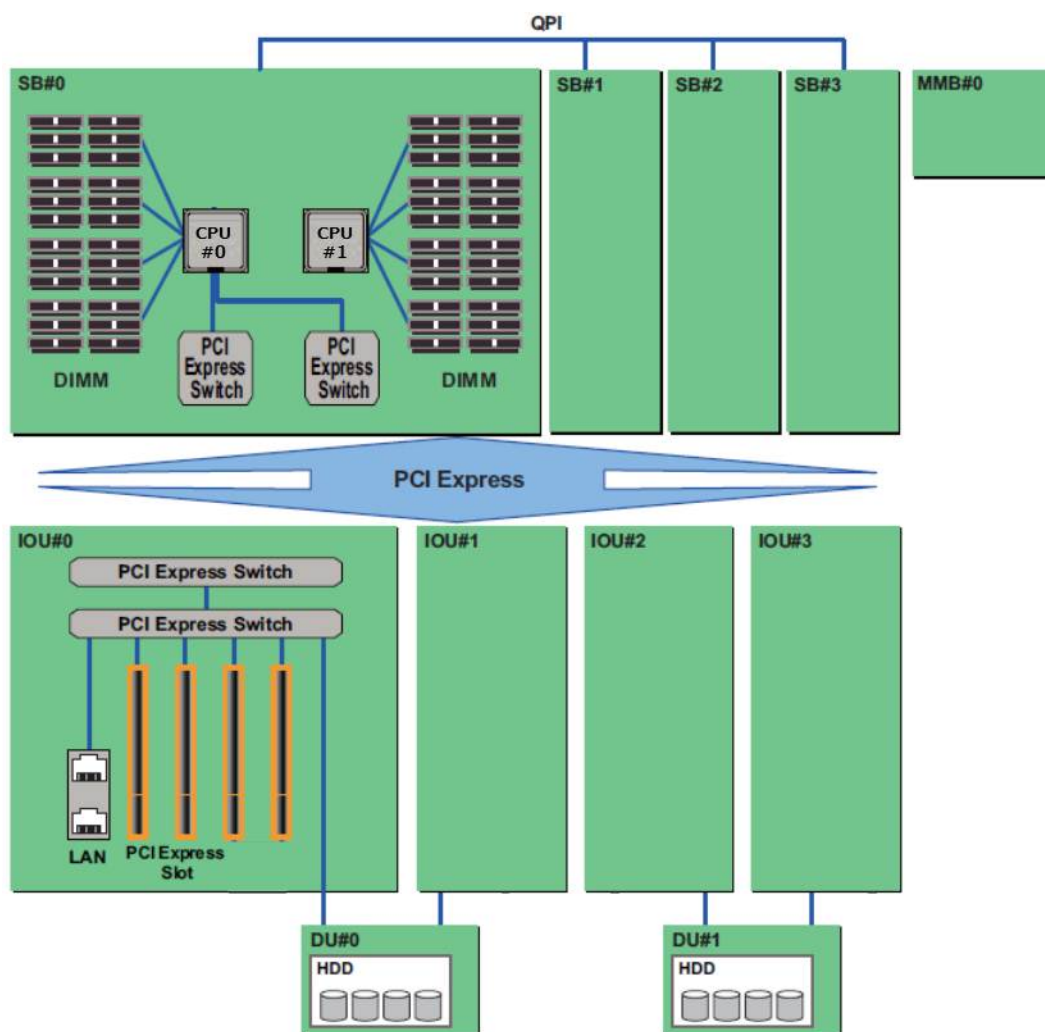 QPI
SB#0
SB#1
SB#2
SB#3
MMB#0
CPU
#0
CPU
#1
PCI
Express
Switch
PCI
Express
Switch
DIMM
DIMM
PCI Express
IOU#0
IOU#1
IOU#2
IOU#3
PCI Express Switch
PCI Express Switch
LAN
PCI Express
Slot
DU#0
HDD
DU#1
HDD